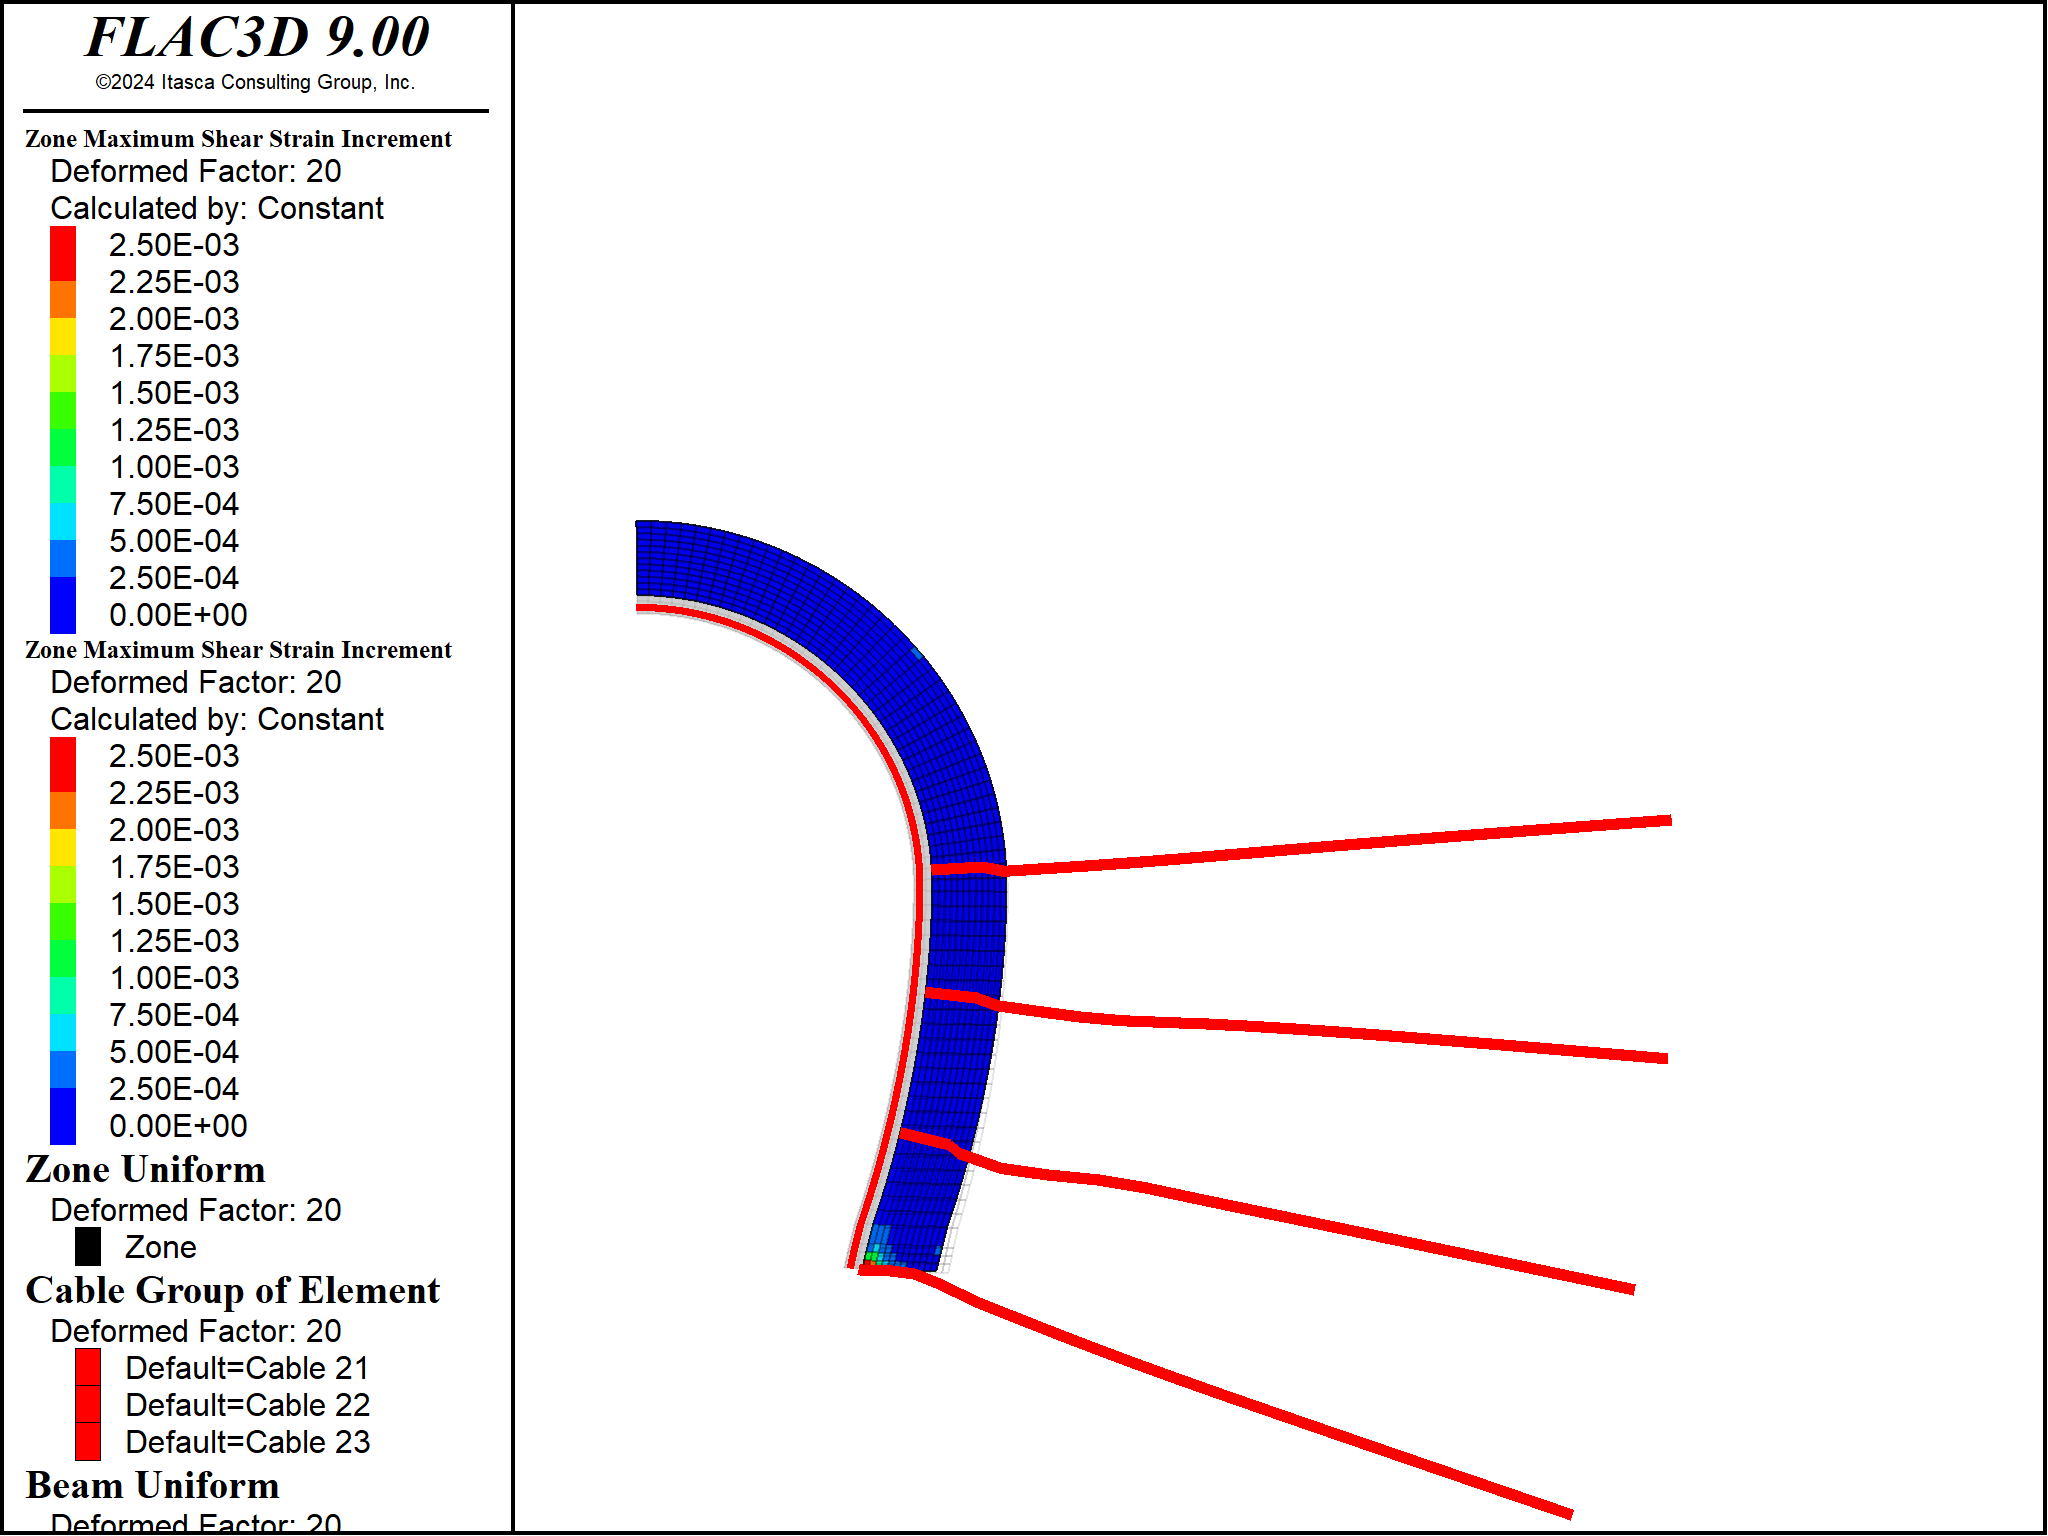 FLAC3D 9.00
©2024 Itasca Consulting Group, Inc.
Zone Maximum Shear Strain Increment
Deformed Factor: 20
Calculated by: Constant
2.50E-03
2.25E-03
2.00E-03
1.75E-03
1.50E-03
1.25E-03
1.00E-03
7.50E-04
5.00E-04
2.50E-04
0.00E+00
Zone Maximum Shear Strain Increment
Deformed Factor: 20
Calculated by: Constant
2.50E-03
2.25E-03
2.00E-03
1.75E-03
1.50E-03
1.25E-03
1.00E-03
7.50E-04
5.00E-04
2.50E-04
0.00E+00
Zone Uniform
Deformed Factor: 20
Zone
Cable Group of Element
Deformed Factor: 20
Default=Cable 21
Default=Cable 22
Default=Cable 23
Beam Uniform
Deformed Factor: 20